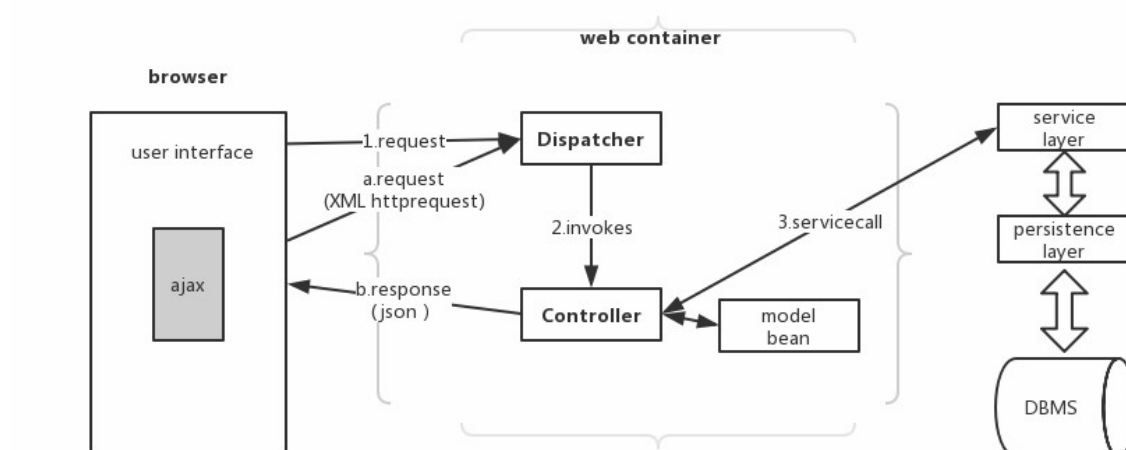 web container
browser
user interface
1.request
Dispatcher
service
layer
a.request
(XML httprequest)
2.invokes
3.servicecall
persistence
layer
ajax
b.response
(json )
Controller
model
bean
DBMS